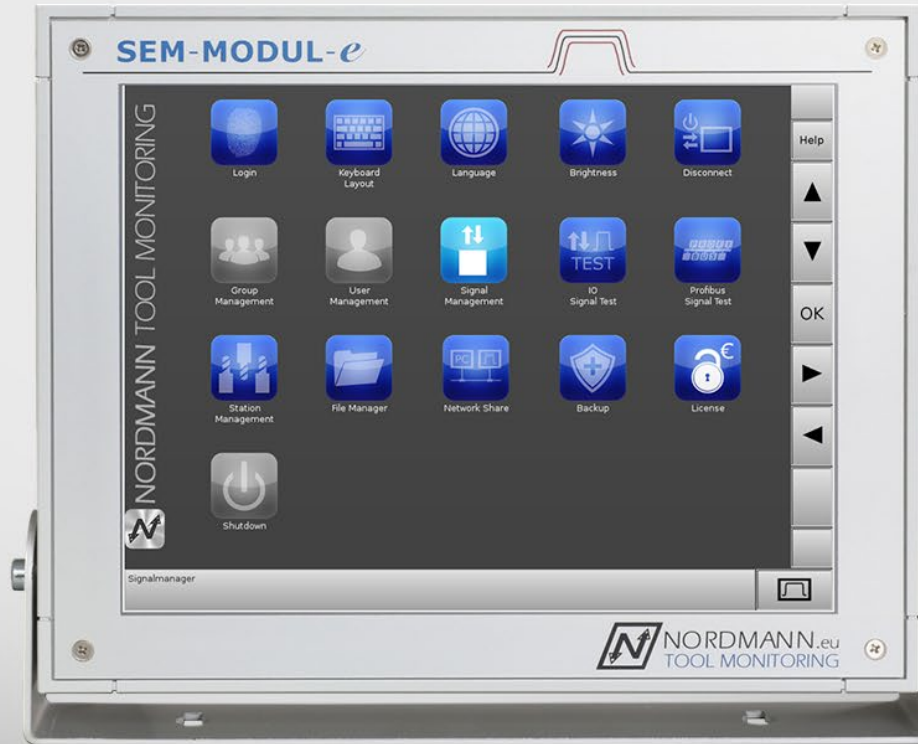 SEM-MODUL-e
NORDMANN TOOL MONITORING
Login
Keyboard
Layout
Language
Brightness
Disconnect
Group
Management
User
Management
Signal
Management
TEST
IO
Signal Test
Profibus
Signal Test
Station
Management
File Manager
PC
Network Share
Backup
€
License
Shutdown
Help
OK
Signalmanager
N
NORDMANN.eu
TOOL MONITORING